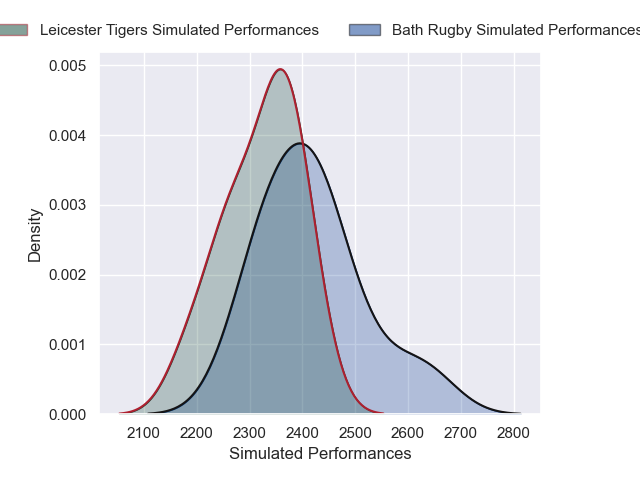 Leicester Tigers Simulated Performances Bath Rugby Simulated Performances
0.005
0.004
0.003
0.002
0.001
0.000
Density
2100 2200 2300 2400 2500 2600 2700 2800
Simulated Performances